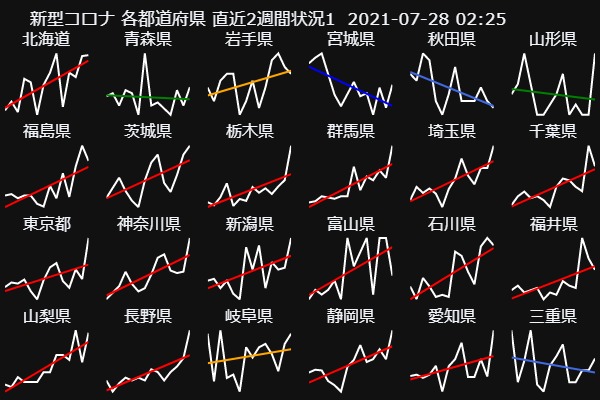 新型コロナ 各都道府県 直近2週間状況1 2021-07-28 02:25
北海道 青森県 岩手県 宮城県 秋田県 山形県
福島県 茨城県 栃木県 群馬県 埼玉県 千葉県
東京都 神奈川県 新潟県 富山県 石川県 福井県
山梨県 長野県 岐阜県 静岡県 愛知県 三重県